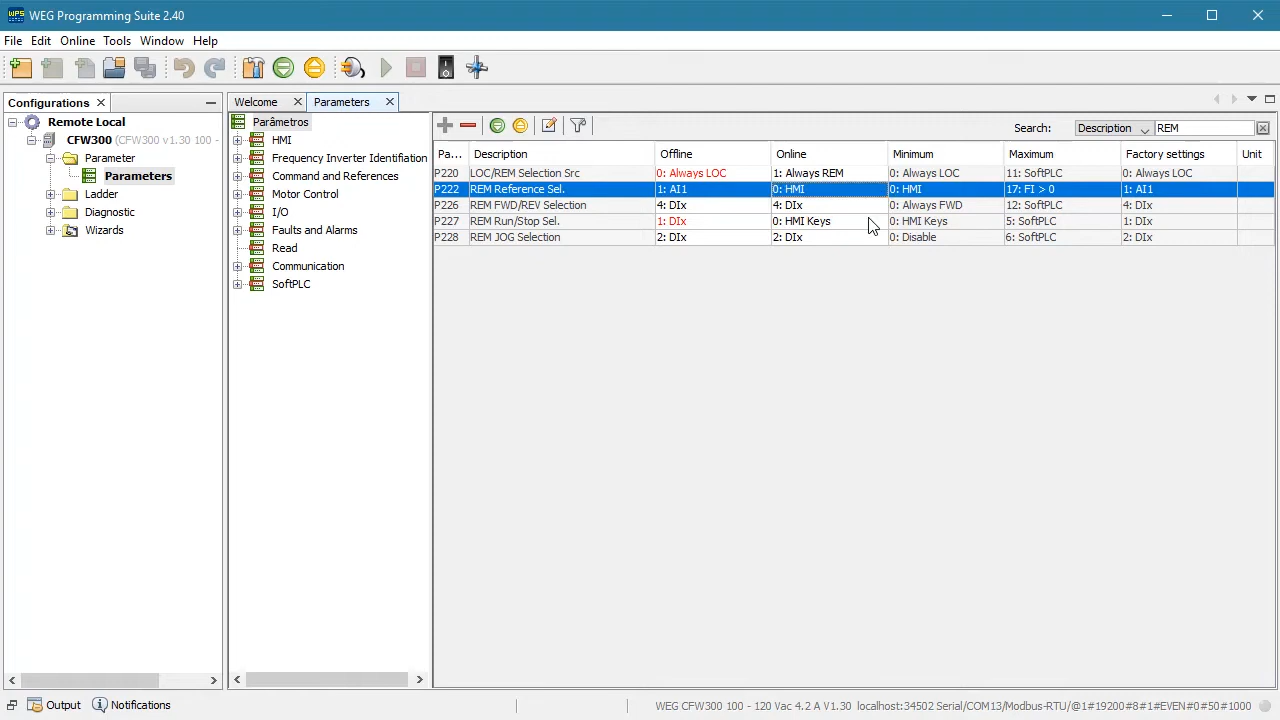 WPS
WEG Programming Suite 2.40
File Edit Online Tools Window Help
Configurations
Remote Local
CFW300 (CFW300 v1.30 100 -
Parameter
Parameters
Ladder
Diagnostic
Wizards
Welcome Parameters
Parâmetros
HMI
Frequency Inverter Identifiation
Command and References
Motor Control
I/O
Faults and Alarms
Read
Communication
SoftPLC
Search: Description REM
Pa... Description Offline Online Minimum Maximum Factory settings Unit
P220 LOC/REM Selection Src 0: Always LOC 1: Always REM 0: Always LOC 11: SoftPLC 0: Always LOC
P222 REM Reference Sel. 1: AI1 0: HMI 0: HMI 17: FI > 0 1: AI1
P226 REM FWD/REV Selection 4: DIx 4: DIx 0: Always FWD 12: SoftPLC 4: DIx
P227 REM Run/Stop Sel. 1: DIx 0: HMI Keys 0: HMI Keys 5: SoftPLC 1: DIx
P228 REM JOG Selection 2: DIx 2: DIx 0: Disable 6: SoftPLC 2: DIx
Output Notifications
WEG CFW300 100 - 120 Vac 4.2 A V1.30 localhost:34502 Serial/COM13/Modbus-RTU/@1#19200#8#1#EVEN#0#50#1000